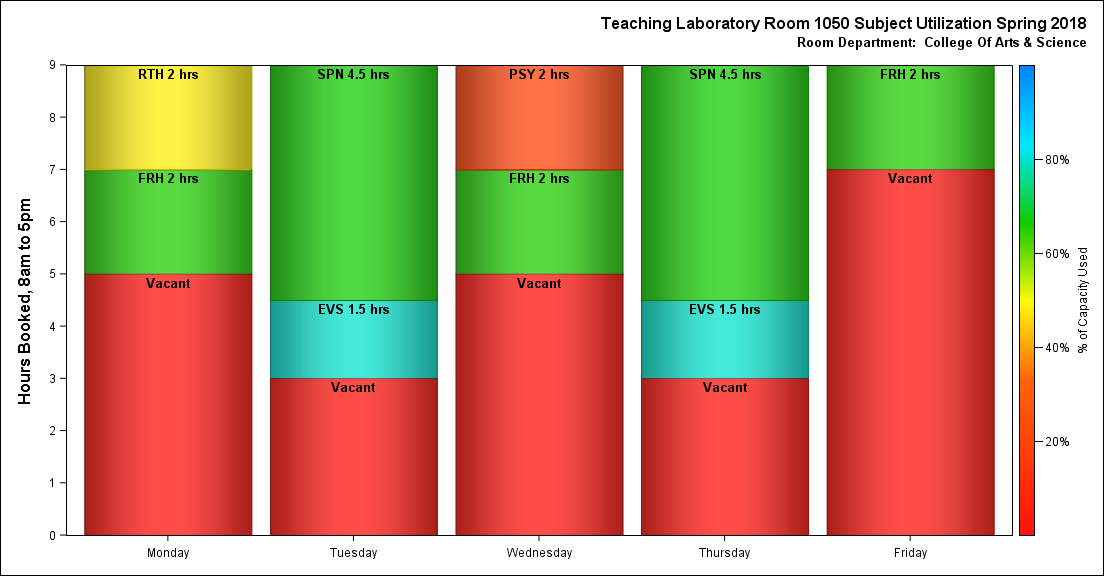 Teaching Laboratory Room 1050 Subject Utilization Spring 2018
Room Department:  College Of Arts & Science
Hours Booked, 8am to 5pm
9
8
7
6
5
4
3
2
1
0
RTH 2 hrs
FRH 2 hrs
Vacant
SPN 4.5 hrs
EVS 1.5 hrs
Vacant
PSY 2 hrs
FRH 2 hrs
Vacant
SPN 4.5 hrs
EVS 1.5 hrs
Vacant
FRH 2 hrs
Vacant
Monday
Tuesday
Wednesday
Thursday
Friday
80%
60%
40%
20%
% of Capacity Used